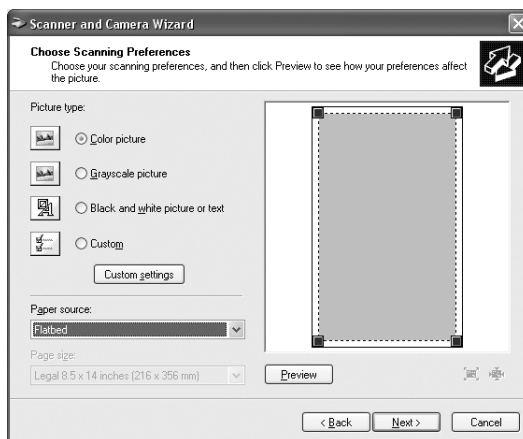 Scanner and Camera Wizard
Choose Scanning Preferences
Choose your scanning preferences, and then click Preview to see how your preferences affect
the picture.
Picture type:
Color picture
Grayscale picture
Black and white picture or text
Custom
Custom settings
Paper source:
Flatbed
Page size:
Legal 8.5 x 14 inches (216 x 356 mm)
Preview
< Back
Next >
Cancel